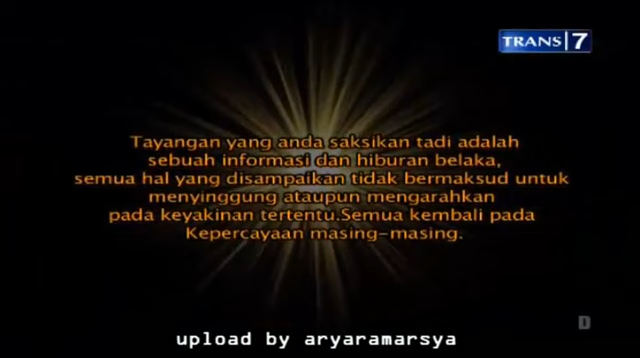 TRANS|7
Tayangan yang anda saksikan tadi adalah
sebuah informasi dan hiburan belaka,
semua hal yang disampaikan tidak bermaksud untuk
menyinggung ataupun mengarahkan
pada keyakinan tertentu.Semua kembali pada
Kepercayaan masing-masing.
D
upload by aryaramarsya